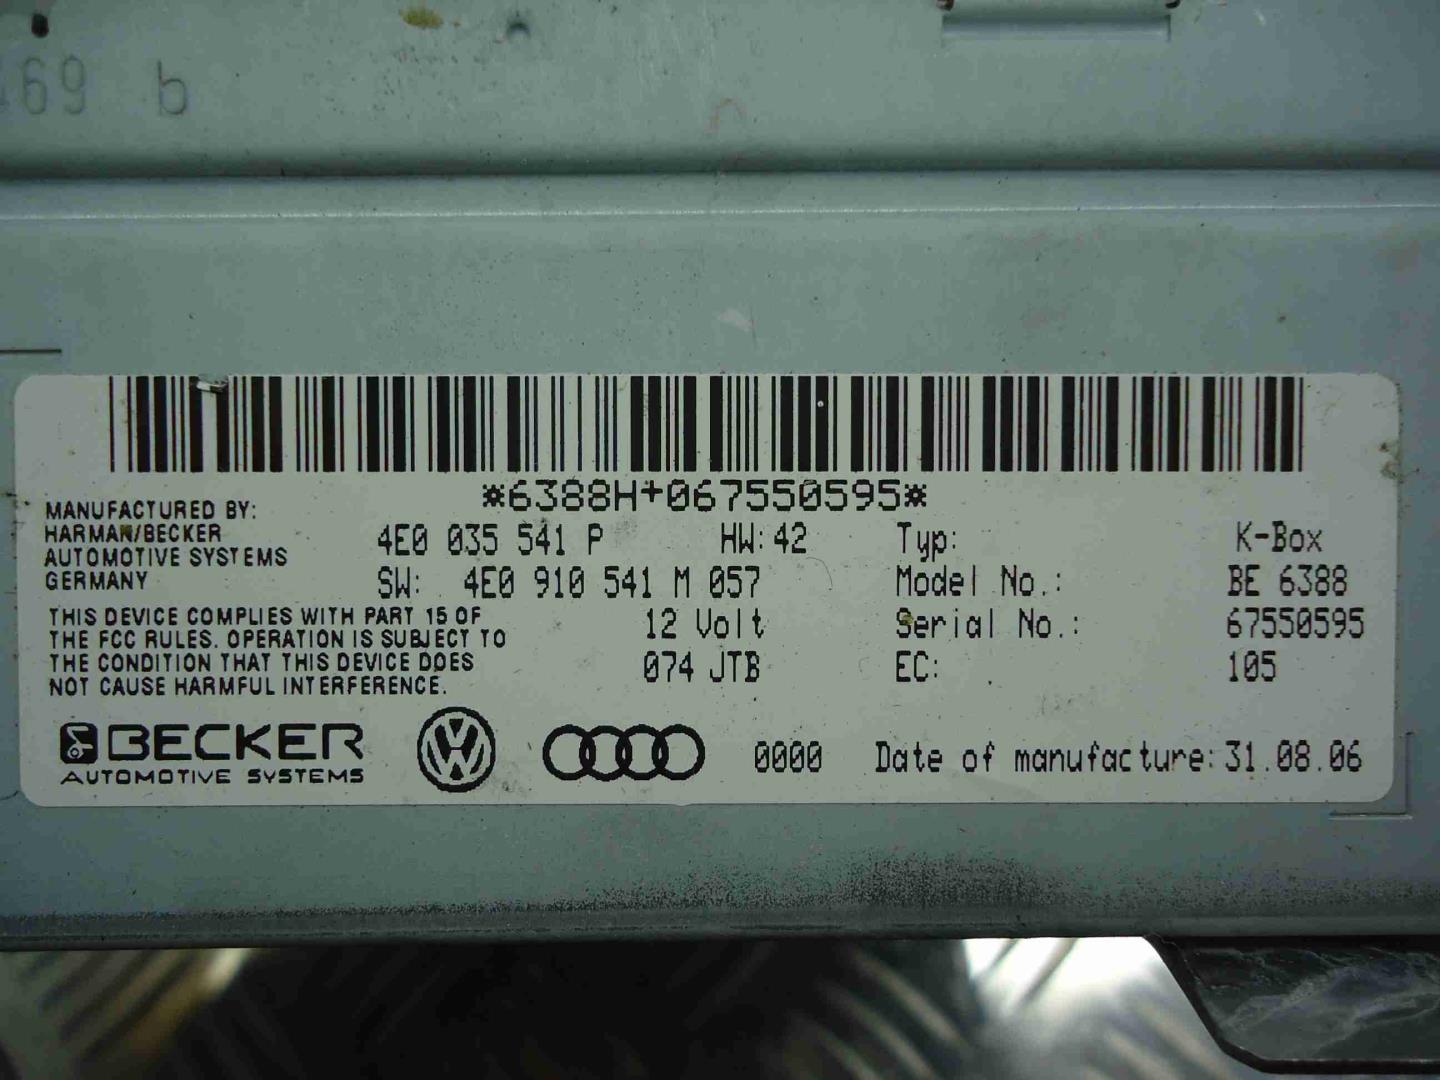 469 P
*6388H+067550595*
MANUFACTURED BY:
HARMAN/BECKER
AUTOMOTIVE SYSTEMS
GERMANY
4E0 035 541 P HW: 42
SW: 4E0 910 541 M 057
12 Volt
074 JTB
Typ: K-Box
Model No.: BE 6388
Serial No.: 67550595
EC: 105
THIS DEVICE COMPLIES WITH PART 15 OF
THE FCC RULES. OPERATION IS SUBJECT TO
THE CONDITION THAT THIS DEVICE DOES
NOT CAUSE HARMFUL INTERFERENCE.
BECKER
AUTOMOTIVE SYSTEMS
VW
0000 Date of manufacture: 31.08.06